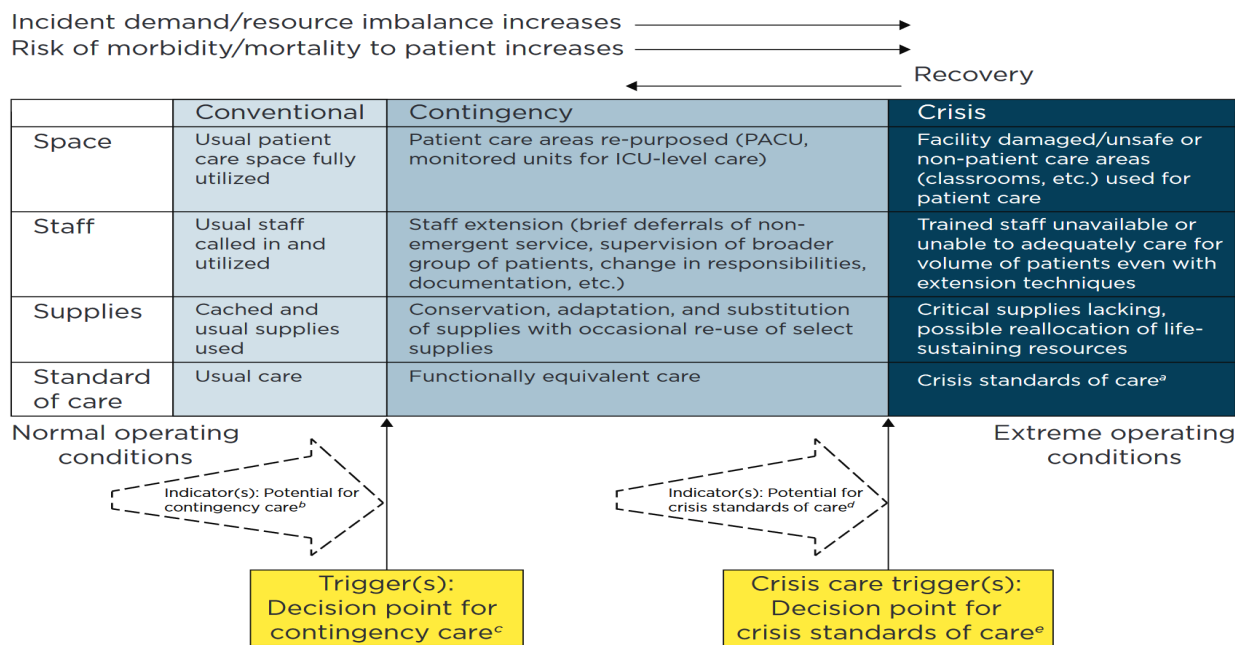 Incident demand/resource imbalance increases
Risk of morbidity/mortality to patient increases
Recovery
Conventional
Contingency
Crisis
Space
Usual patient
care space fully
utilized
Patient care areas re-purposed (PACU,
monitored units for ICU-level care)
Facility damaged/unsafe or
non-patient care areas
(classrooms, etc.) used for
patient care
Staff
Usual staff
called in and
utilized
Staff extension (brief deferrals of non-
emergent service, supervision of broader
group of patients, change in responsibilities,
documentation, etc.)
Trained staff unavailable or
unable to adequately care for
volume of patients even with
extension techniques
Supplies
Cached and
usual supplies
used
Conservation, adaptation, and substitution
of supplies with occasional re-use of select
supplies
Critical supplies lacking,
possible reallocation of life-
sustaining resources
Standard
of care
Usual care
Functionally equivalent care
Crisis standards of careᵃ
Normal operating
conditions
Extreme operating
conditions
Indicator(s): Potential for
contingency careᵇ
Indicator(s): Potential for
crisis standards of careᵈ
Trigger(s):
Decision point for
contingency careᶜ
Crisis care trigger(s):
Decision point for
crisis standards of careᵉ